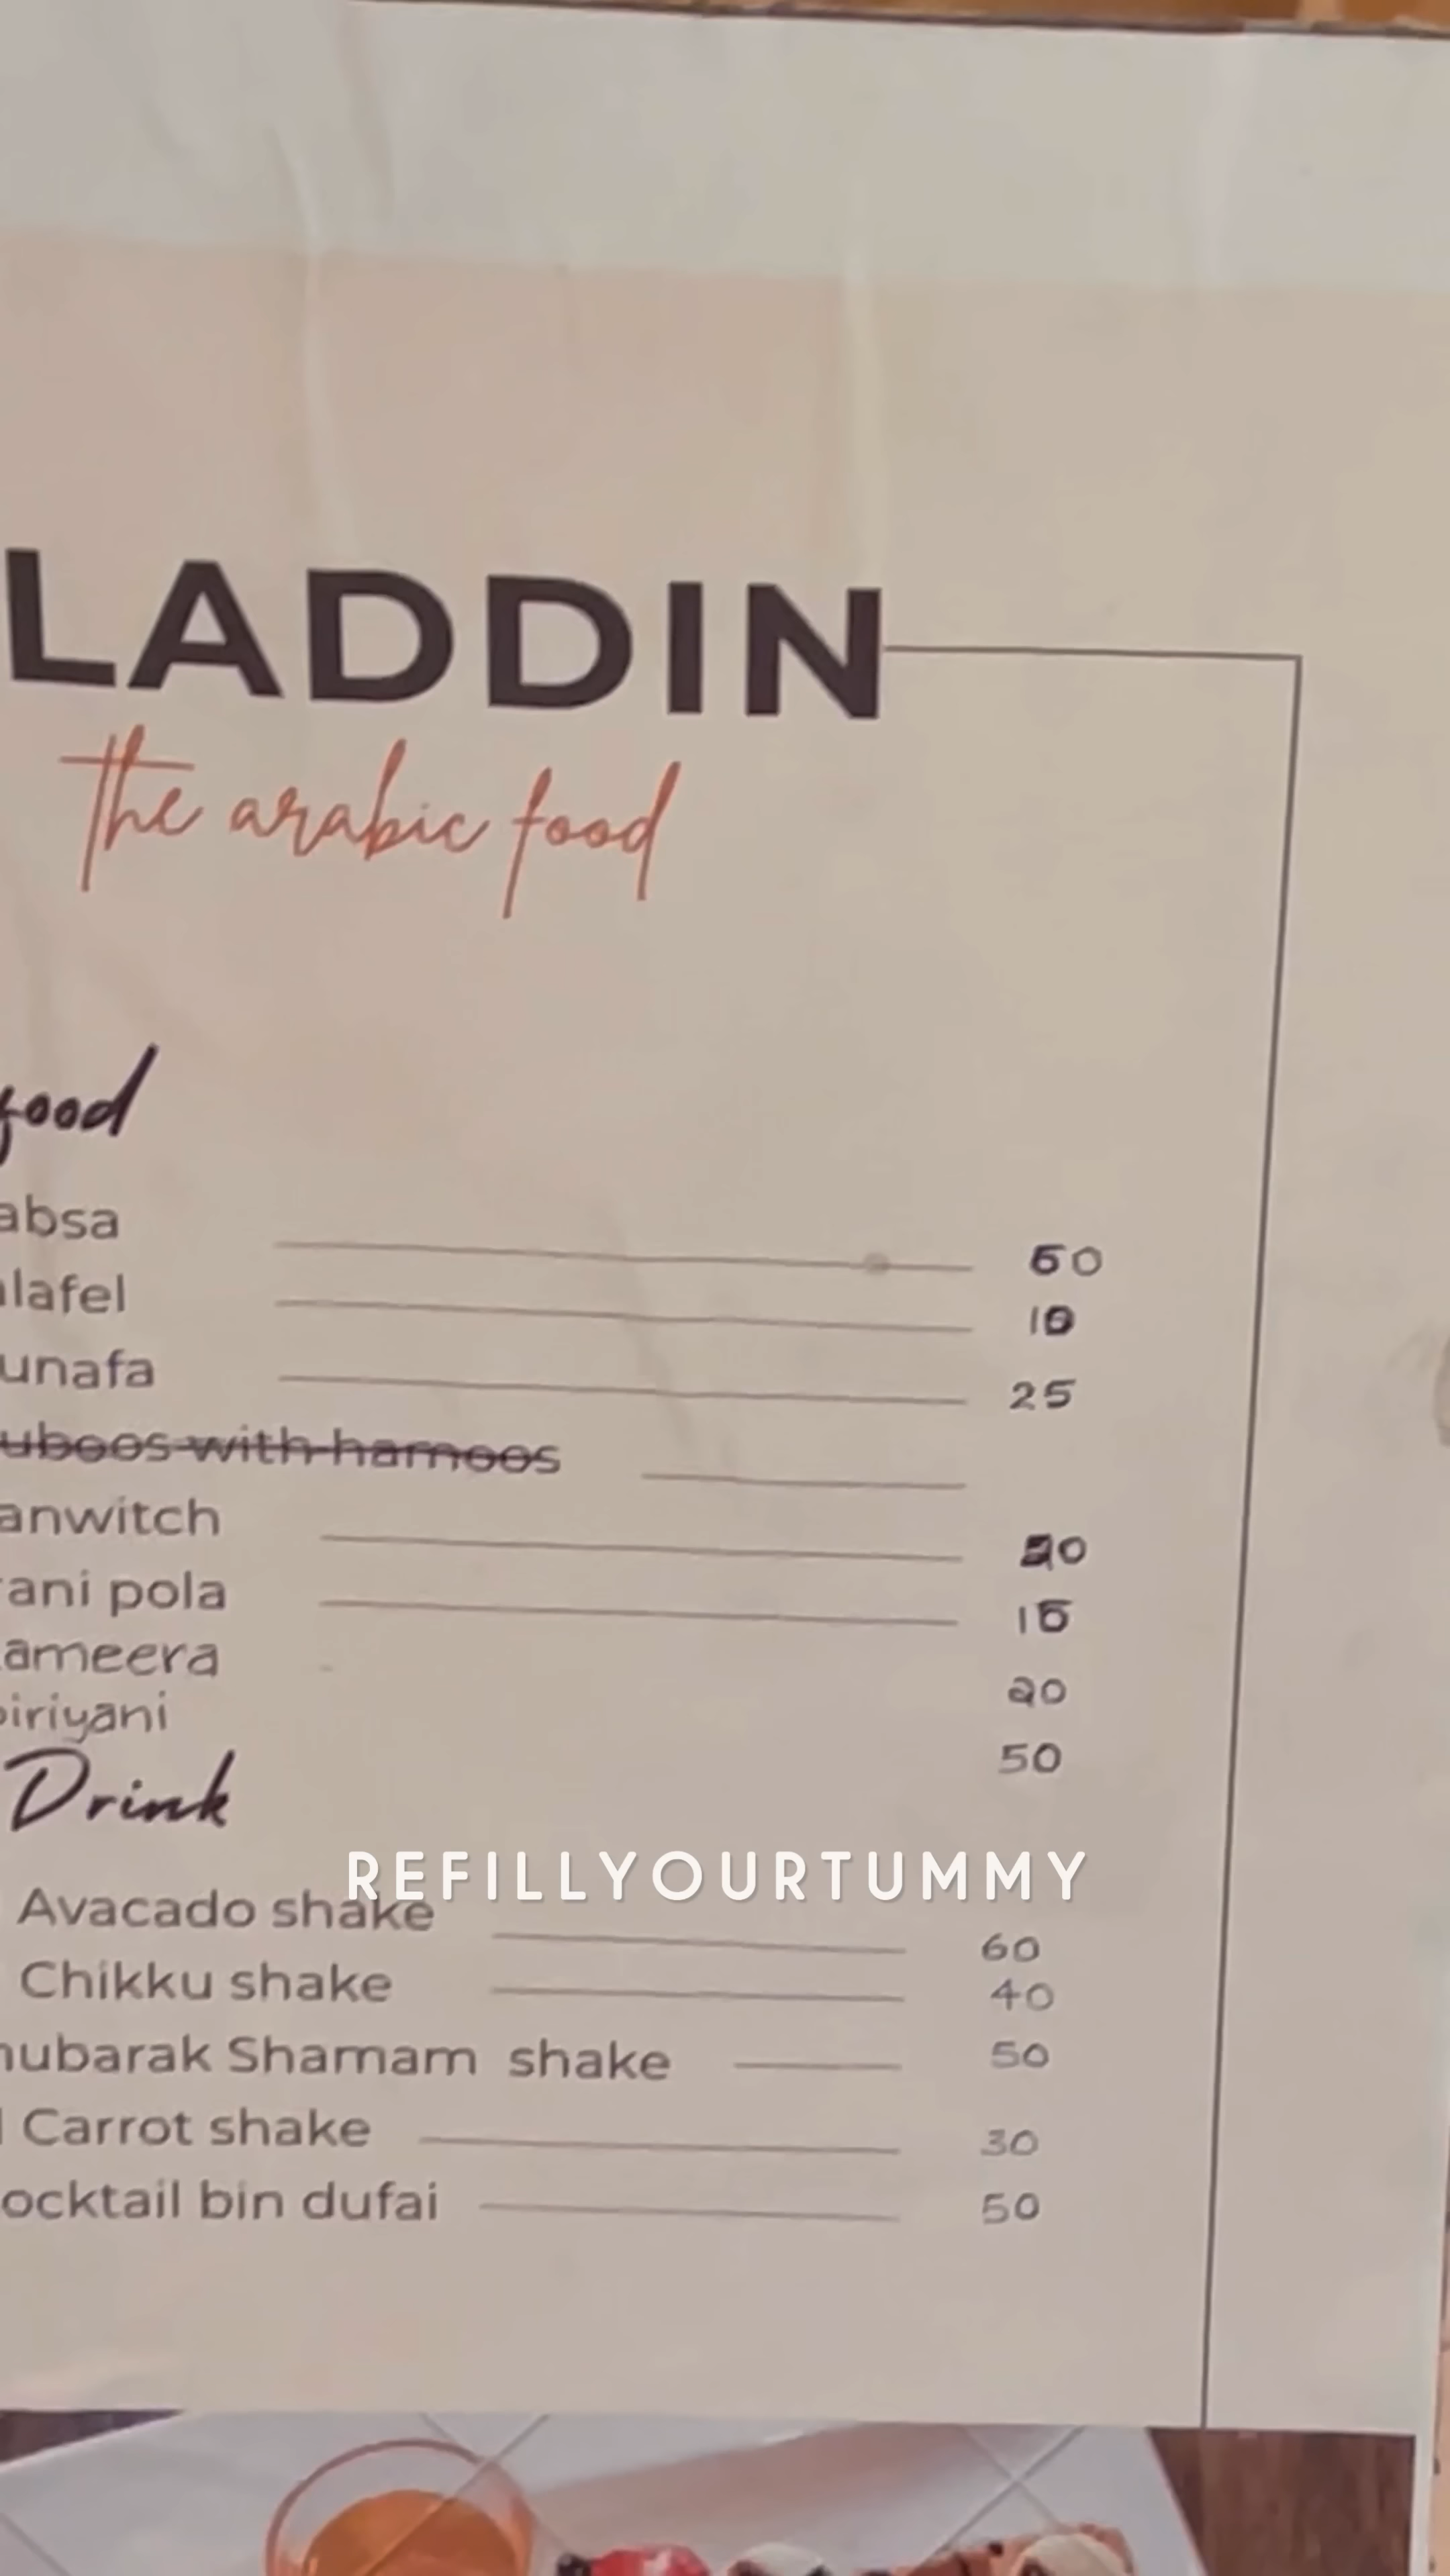 LADDIN
the arabic food
food
absa 60
lafel 10
unafa 25
uboos with hamoos
anwitch
ani pola 15
ameera 20
biriyani 50
Drink
REFILLYOURTUMMY
Avacado shake 60
Chikku shake 40
mubarak Shamam shake 50
Carrot shake 30
ocktail bin dufai 50